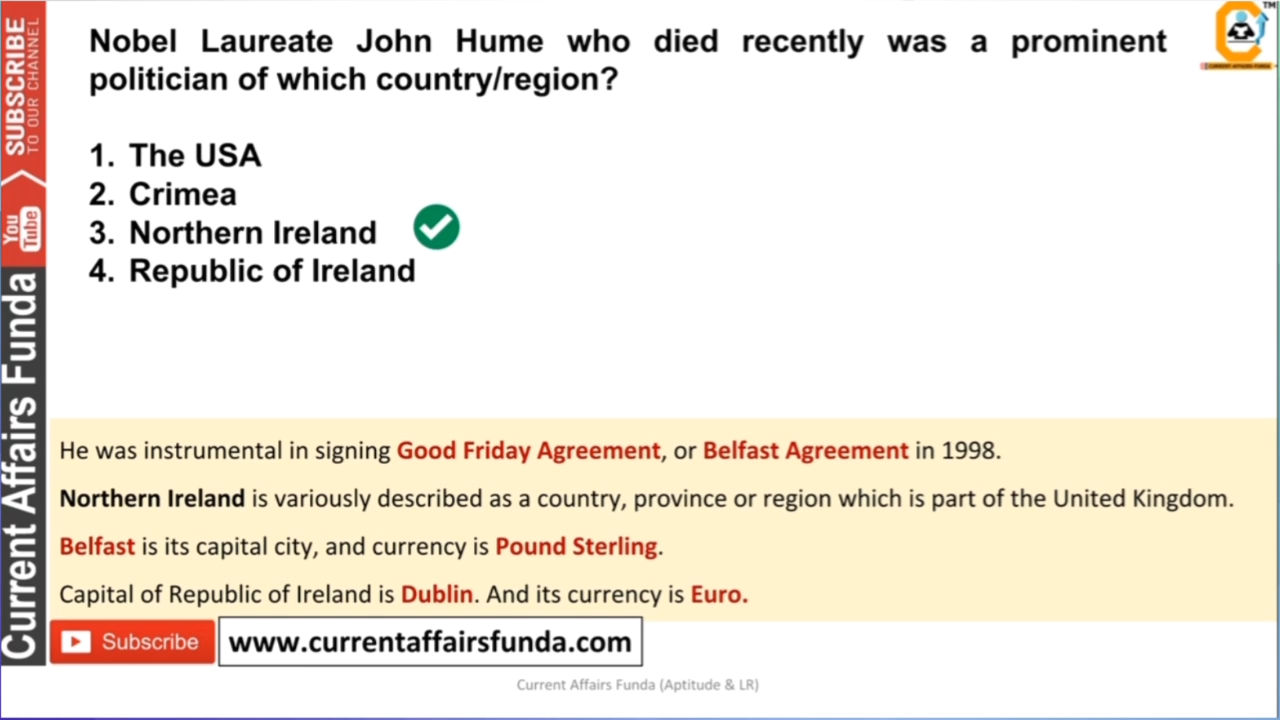 Nobel Laureate John Hume who died recently was a prominent
politician of which country/region?
1. The USA
2. Crimea
3. Northern Ireland
4. Republic of Ireland
He was instrumental in signing Good Friday Agreement, or Belfast Agreement in 1998.
Northern Ireland is variously described as a country, province or region which is part of the United Kingdom.
Belfast is its capital city, and currency is Pound Sterling.
Capital of Republic of Ireland is Dublin. And its currency is Euro.
Subscribe
www.currentaffairsfunda.com
Current Affairs Funda (Aptitude & LR)
SUBSCRIBE
TO OUR CHANNEL
You
Tube
Current Affairs Funda
TM
CURRENT AFFAIRS FUNDA